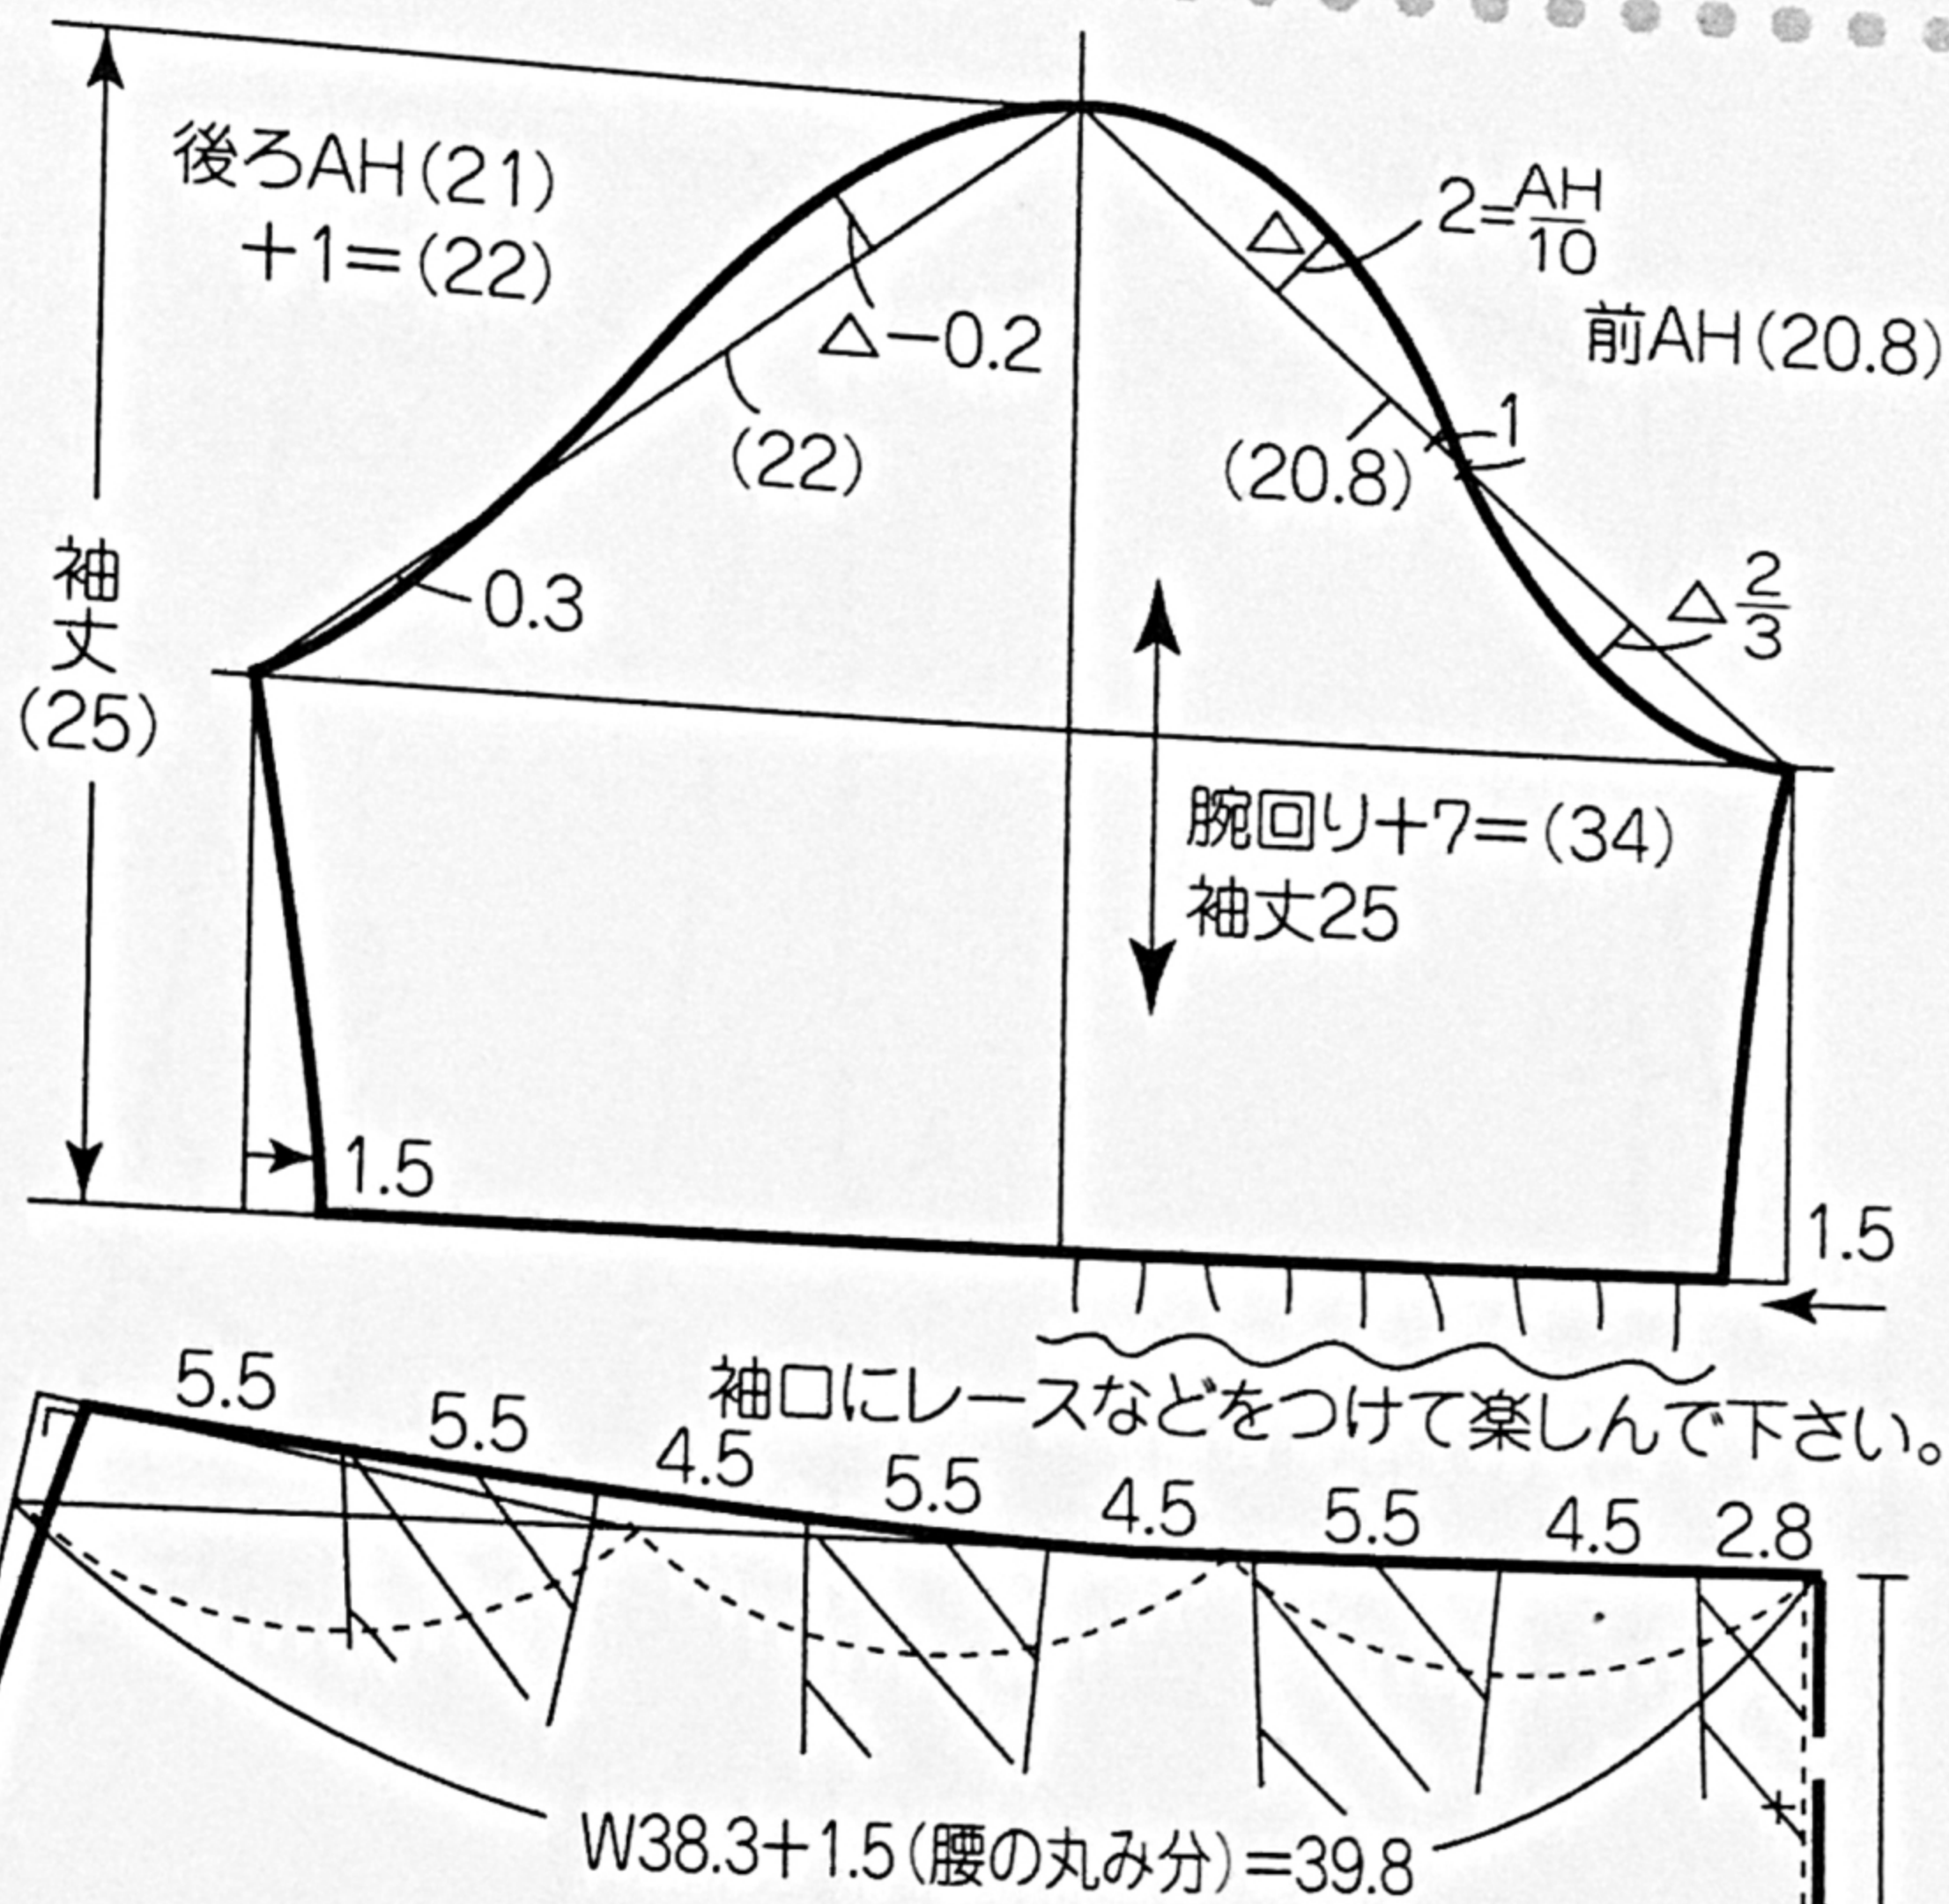 後ろAH(21)
+1=(22)
2=AH/10
前AH(20.8)
△
△-0.2
(22)
(20.8)
1
0.3
△2/3
袖丈
(25)
腕回り+7=(34)
袖丈25
1.5
1.5
袖口にレースなどをつけて楽しんで下さい。
5.5
5.5
4.5
5.5
4.5
5.5
4.5
2.8
W38.3+1.5(腰の丸み分)=39.8